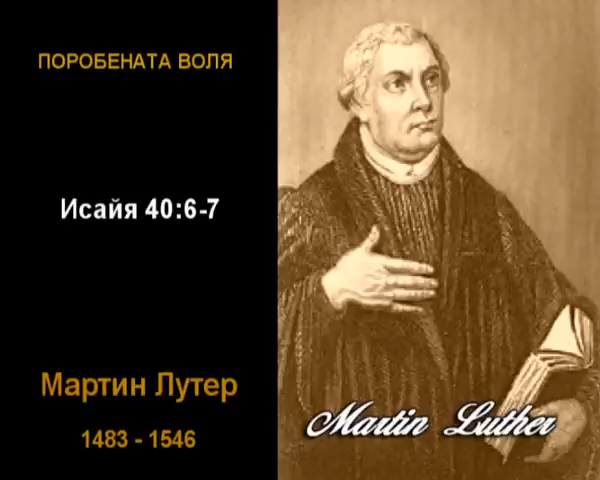 ПОРОБЕНАТА ВОЛЯ
Исайя 40:6-7
Мартин Лутер
1483 - 1546
Martin Luther